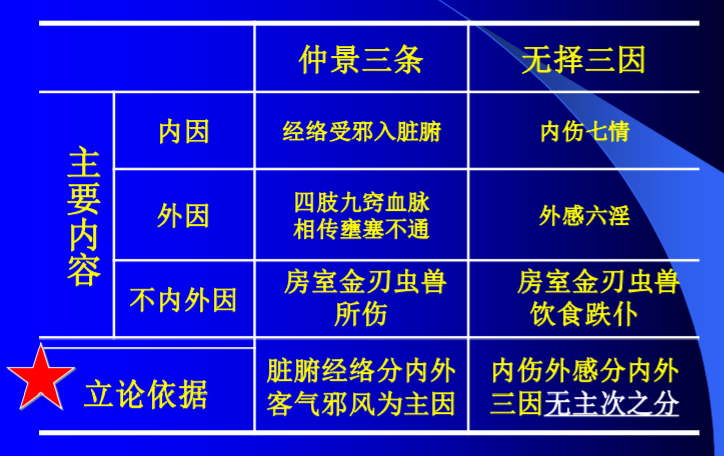 仲景三条 无择三因
主要内容
内因 经络受邪入脏腑 内伤七情
外因 四肢九窍血脉
相传壅塞不通 外感六淫
不内外因 房室金刃虫兽
所伤 房室金刃虫兽
饮食跌仆
立论依据 脏腑经络分内外
客气邪风为主因 内伤外感分内外
三因无主次之分